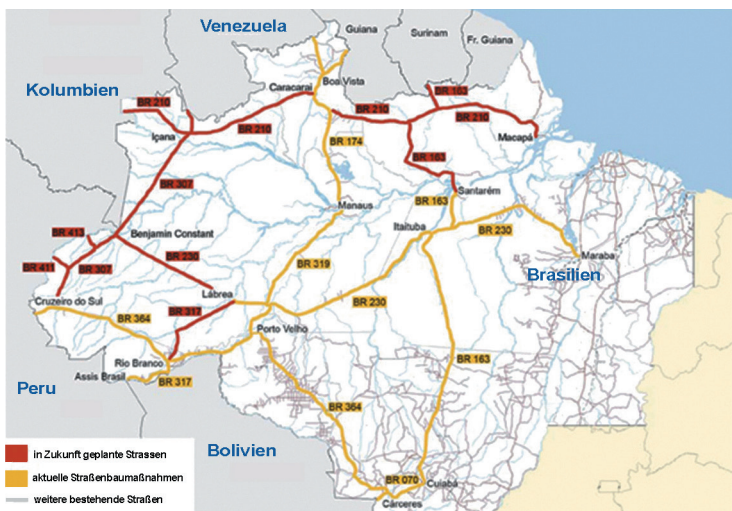 Venezuela
Guiana
Surinam
Fr. Guiana
Kolumbien
Caracarai
Boa Vista
BR 210
BR 163
BR 210
BR 210
Içana
BR 210
BR 174
Macapá
BR 163
BR 307
Santarém
Manaus
BR 163
BR 413
Benjamin Constant
Itaituba
BR 230
BR 411
BR 307
BR 230
BR 319
Maraba
Brasilien
Cruzeiro do Sul
Lábrea
BR 364
BR 317
BR 230
Porto Velho
Rio Branco
BR 163
Assis Brasil
BR 317
Peru
BR 364
Bolivien
in Zukunft geplante Strassen
aktuelle Straßenbaumaßnahmen
BR 070
Cuiabá
weitere bestehende Straßen
Cárceres